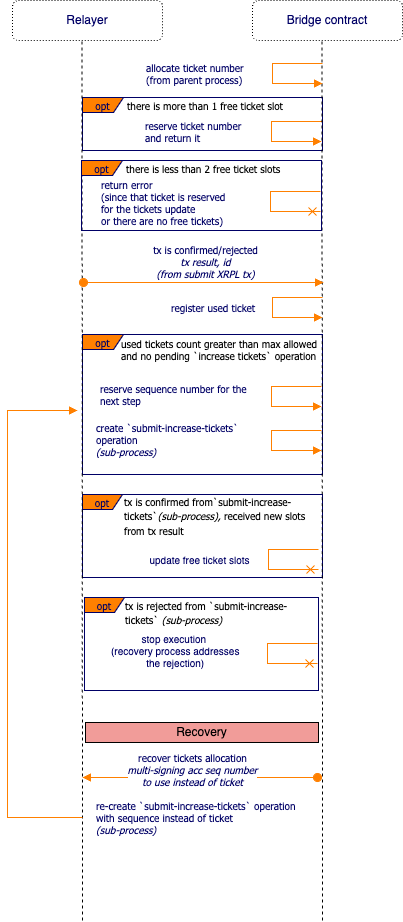 Relayer
Bridge contract
allocate ticket number
(from parent process)
opt
there is more than 1 free ticket slot
reserve ticket number
and return it
opt
there is less than 2 free ticket slots
return error
(since that ticket is reserved
for the tickets update
or there are no free tickets)
tx is confirmed/rejected
tx result, id
(from submit XRPL tx)
register used ticket
opt
used tickets count greater than max allowed
and no pending `increase tickets` operation
reserve sequence number for the
next step
create `submit-increase-tickets`
operation
(sub-process)
opt
tx is confirmed from`submit-increase-
tickets`(sub-process), received new slots
from tx result
update free ticket slots
opt
tx is rejected from `submit-increase-
tickets` (sub-process)
stop execution
(recovery process addresses
the rejection)
Recovery
recover tickets allocation
multi-signing acc seq number
to use instead of ticket
re-create `submit-increase-tickets` operation
with sequence instead of ticket
(sub-process)